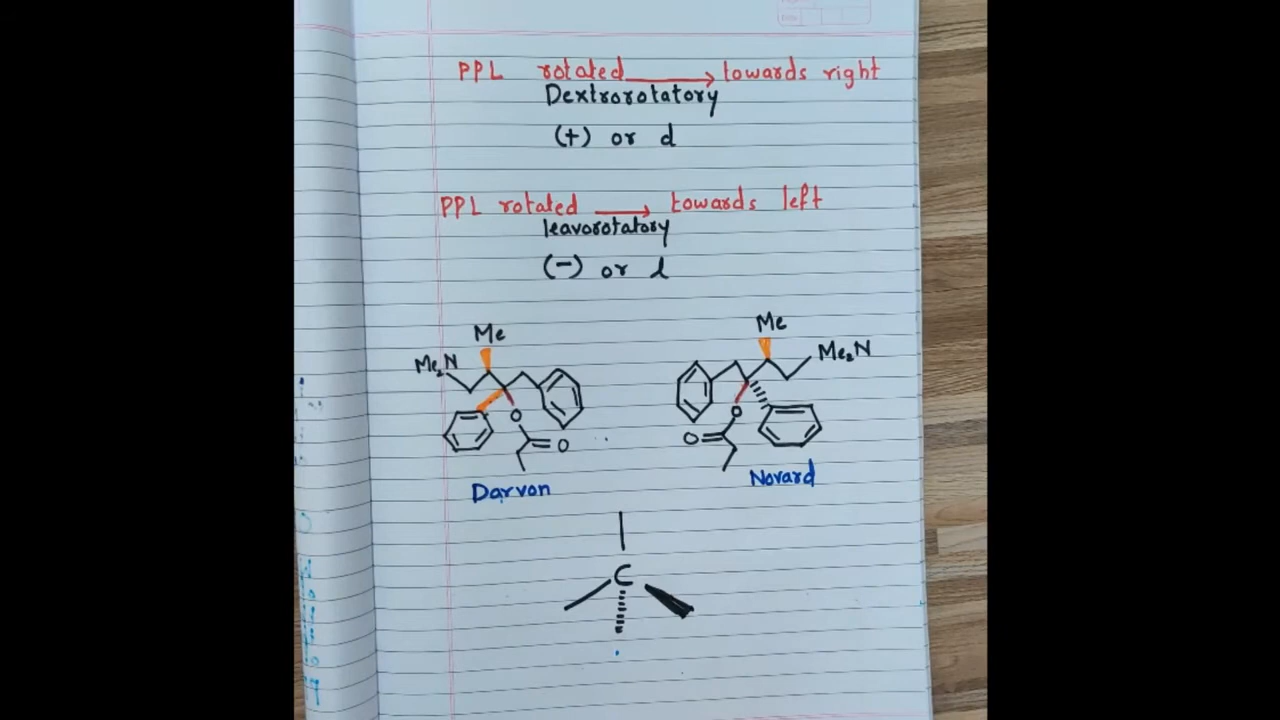 PPL rotated → towards right
Dextrorotatory
(+) or d
PPL rotated → towards left
leavorotatory
(-) or l
Me
Me
Me₂N
Me₂N
O
O
O
O
Darvon
Novard
C